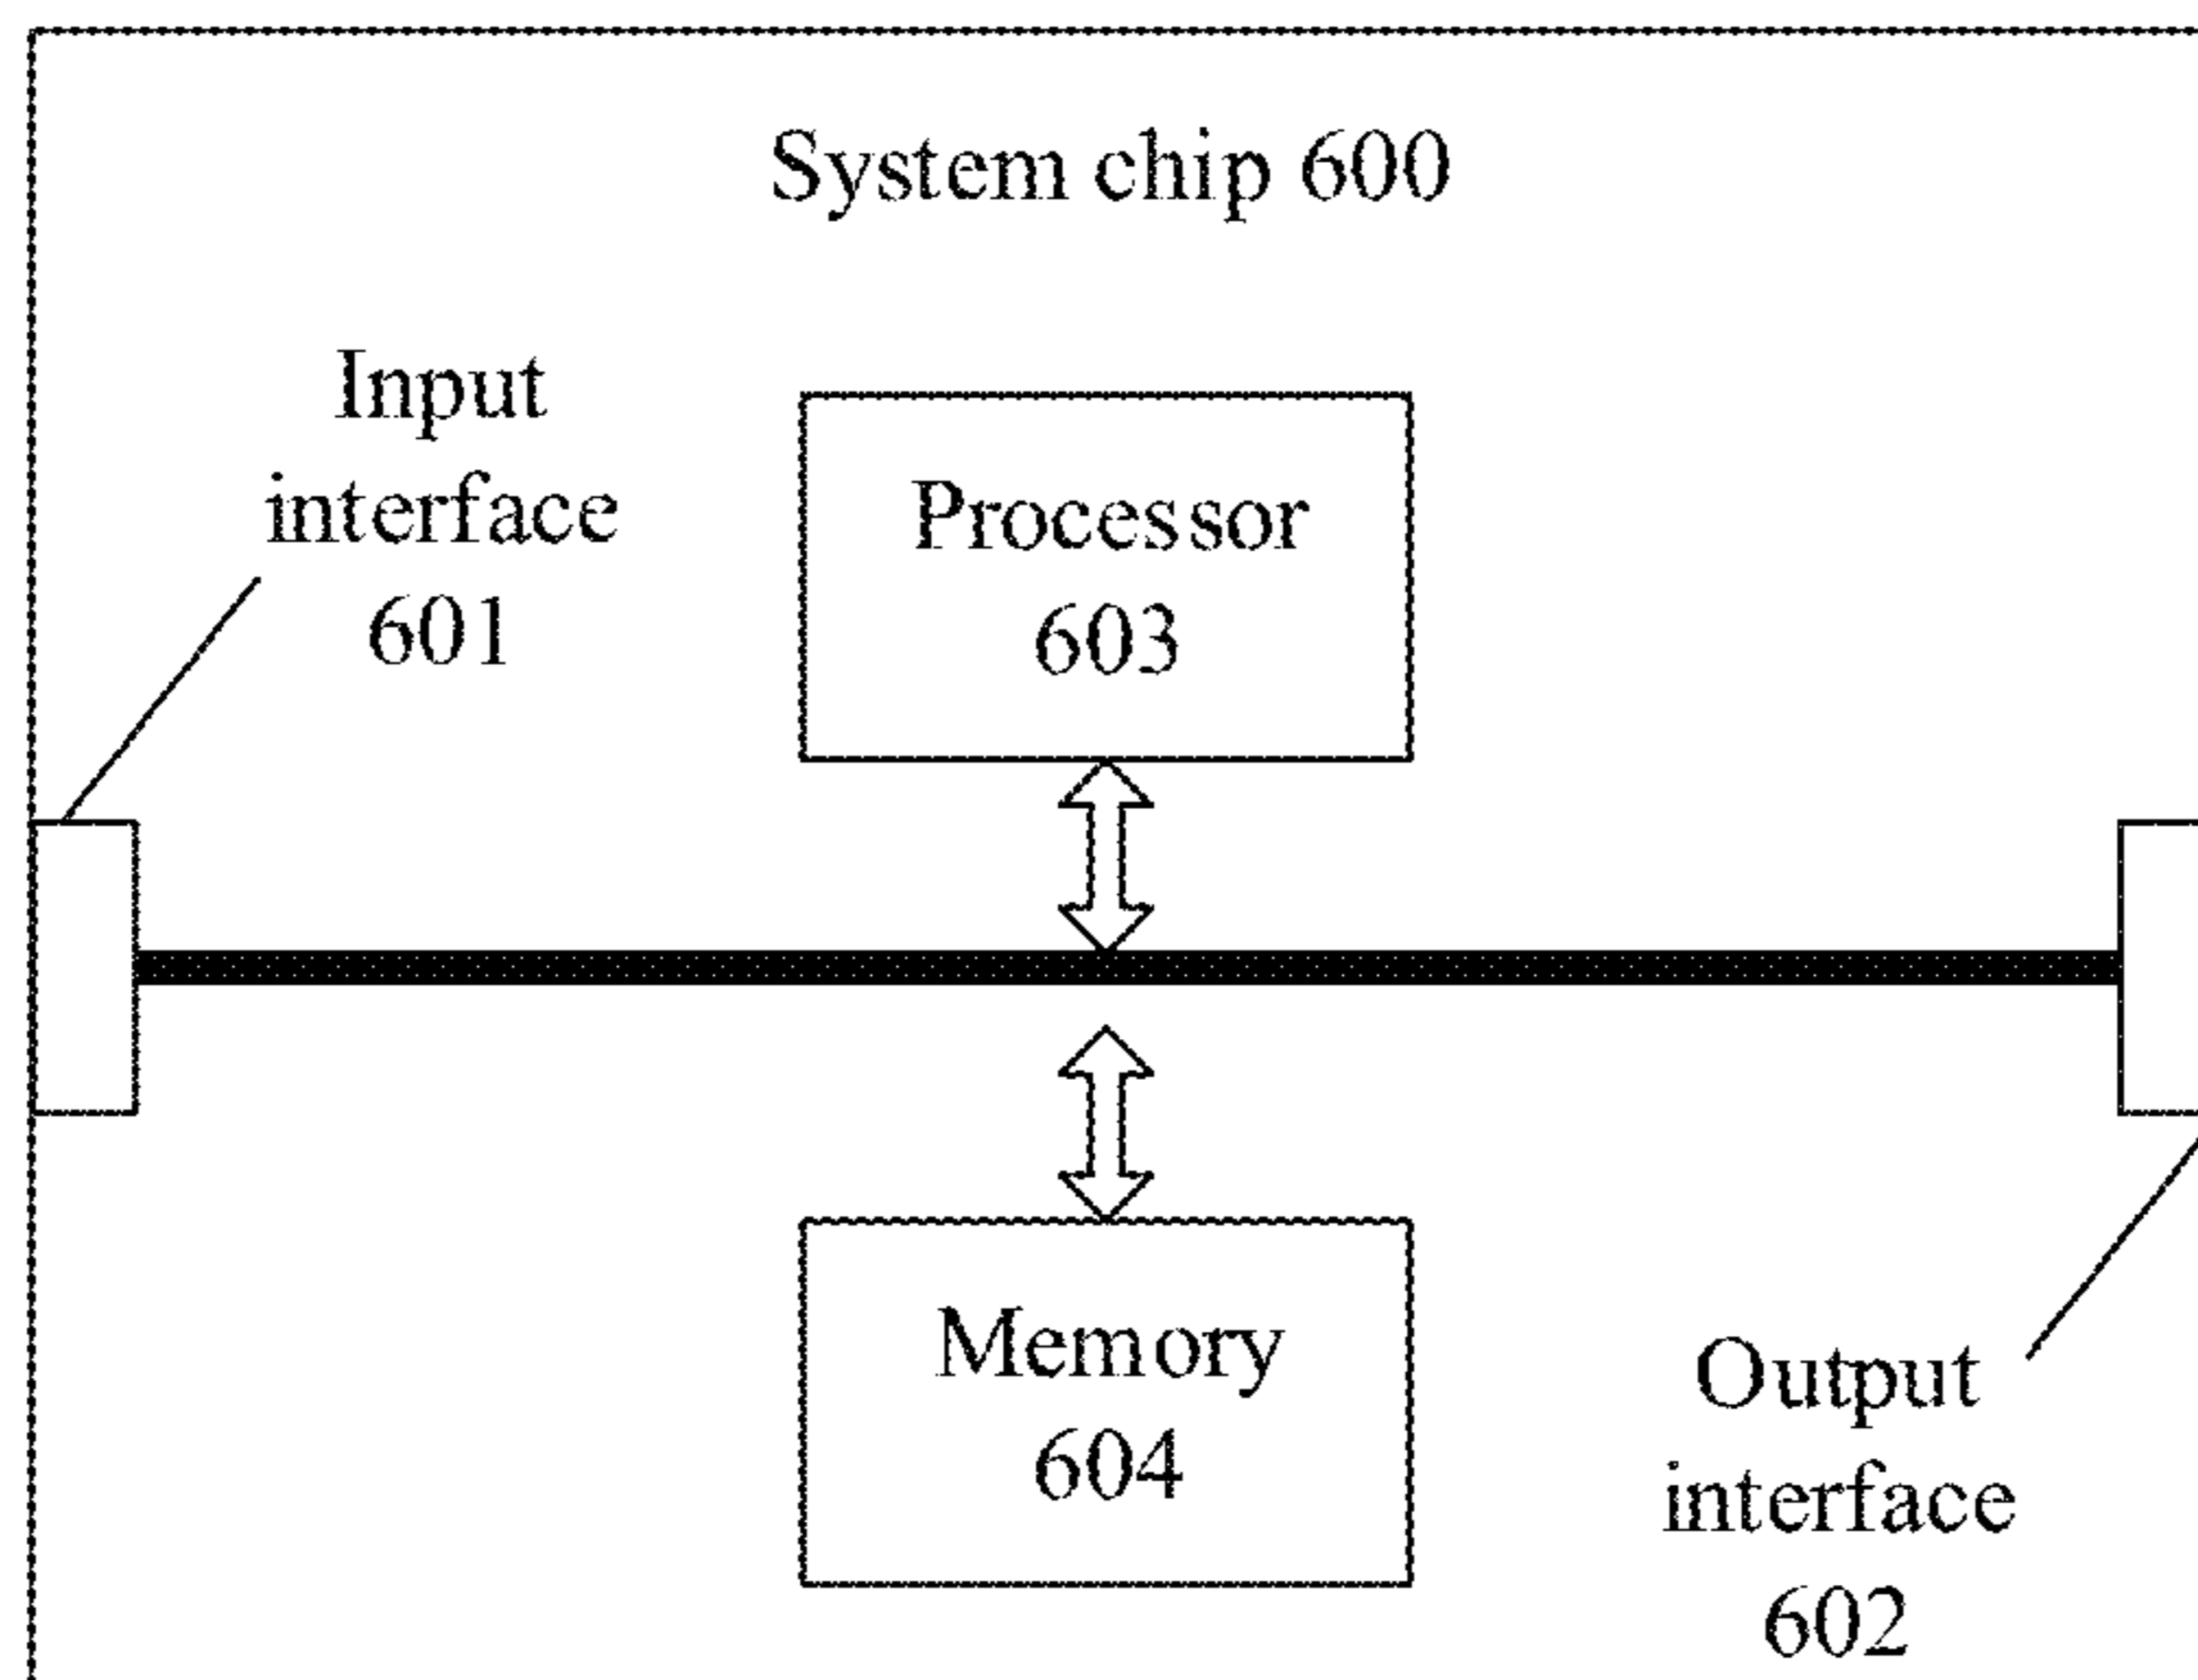 System chip 600
Input
interface
601
Processor
603
Memory
604
Output
interface
602